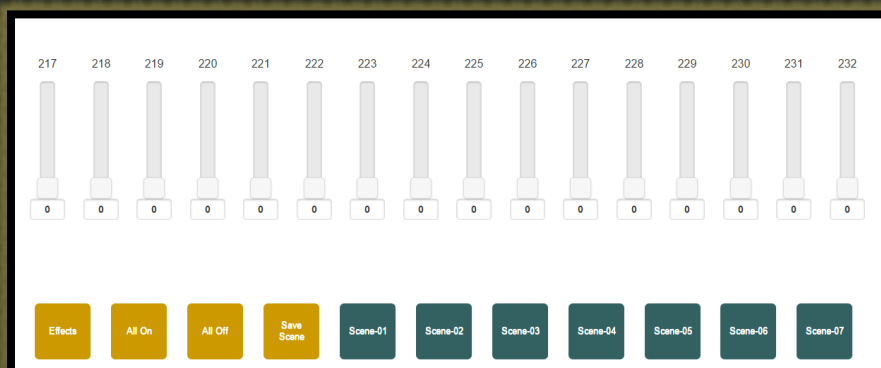 217 218 219 220 221 222 223 224 225 226 227 228 229 230 231 232
0 0 0 0 0 0 0 0 0 0 0 0 0 0 0 0
Effects All On All Off Save Scene Scene-01 Scene-02 Scene-03 Scene-04 Scene-05 Scene-06 Scene-07